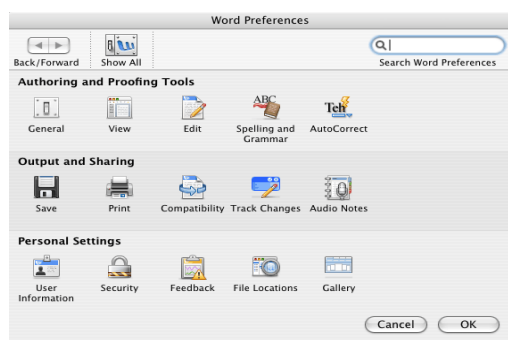 Word Preferences
Back/Forward Show All Search Word Preferences
Authoring and Proofing Tools
ABC Teh
General View Edit Spelling and Grammar AutoCorrect
Output and Sharing
Save Print Compatibility Track Changes Audio Notes
Personal Settings
User Information Security Feedback File Locations Gallery
Cancel OK